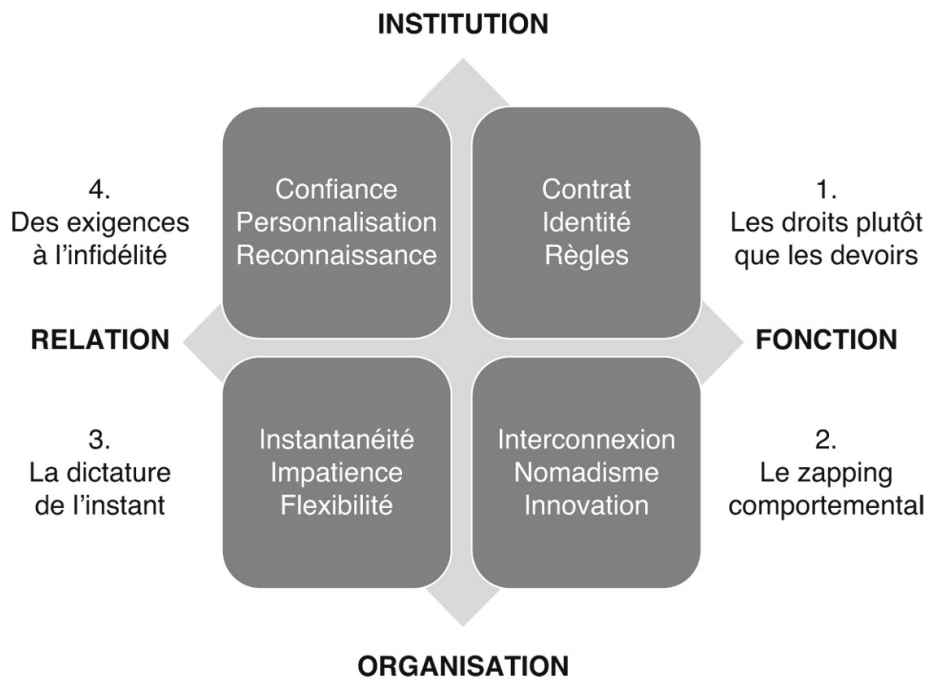 INSTITUTION
4.
Des exigences
à l’infidélité
Confiance
Personnalisation
Reconnaissance
Contrat
Identité
Règles
1.
Les droits plutôt
que les devoirs
RELATION
FONCTION
3.
La dictature
de l’instant
Instantanéité
Impatience
Flexibilité
Interconnexion
Nomadisme
Innovation
2.
Le zapping
comportemental
ORGANISATION